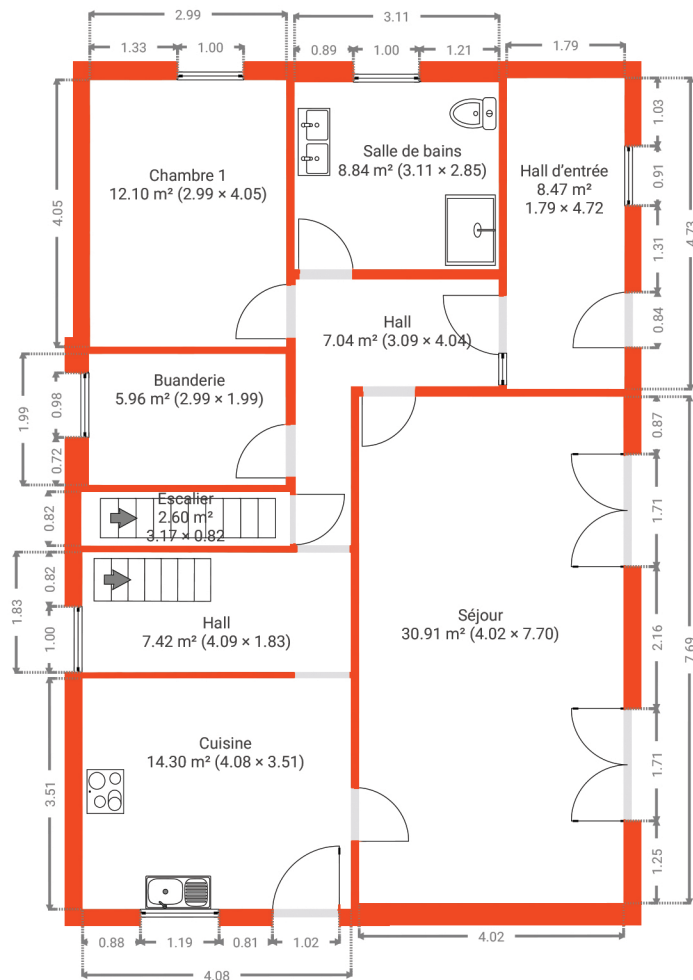 2.99
3.11
1.33
1.00
0.89
1.00
1.21
1.79
Chambre 1
12.10 m² (2.99 × 4.05)
Salle de bains
8.84 m² (3.11 × 2.85)
Hall d'entrée
8.47 m²
1.79 × 4.72
4.05
1.03
0.91
1.31
0.84
4.73
Hall
7.04 m² (3.09 × 4.04)
Buanderie
5.96 m² (2.99 × 1.99)
1.99
0.98
0.72
0.87
Escalier
2.60 m²
3.17 × 0.82
0.82
1.71
1.83
0.82
1.00
Hall
7.42 m² (4.09 × 1.83)
Séjour
30.91 m² (4.02 × 7.70)
2.16
7.69
Cuisine
14.30 m² (4.08 × 3.51)
3.51
1.71
1.25
0.88
1.19
0.81
1.02
4.02
4.08